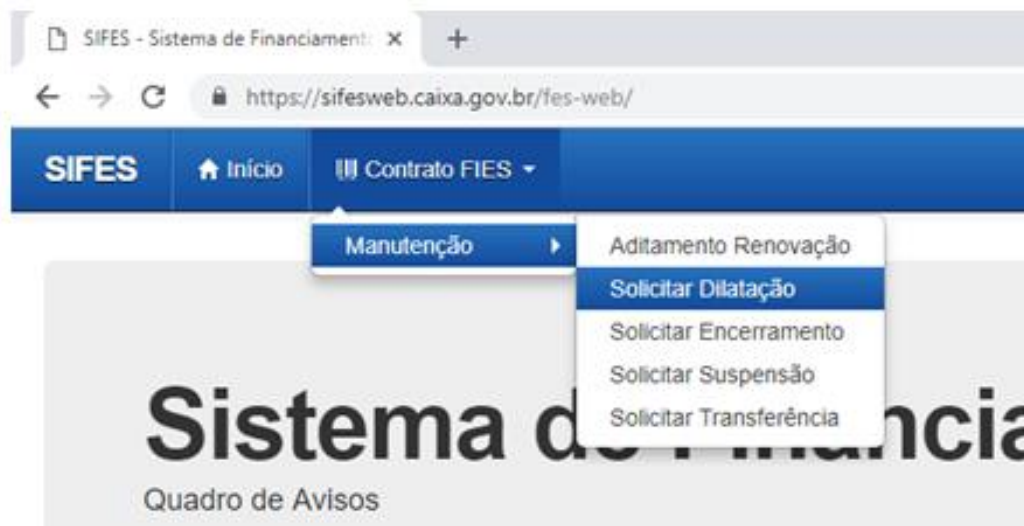 SIFES - Sistema de Financiament
https://sifesweb.caixa.gov.br/fes-web/
SIFES Início Contrato FIES
Manutenção
Aditamento Renovação
Solicitar Dilatação
Solicitar Encerramento
Solicitar Suspensão
Solicitar Transferência
Sistema d
Quadro de Avisos